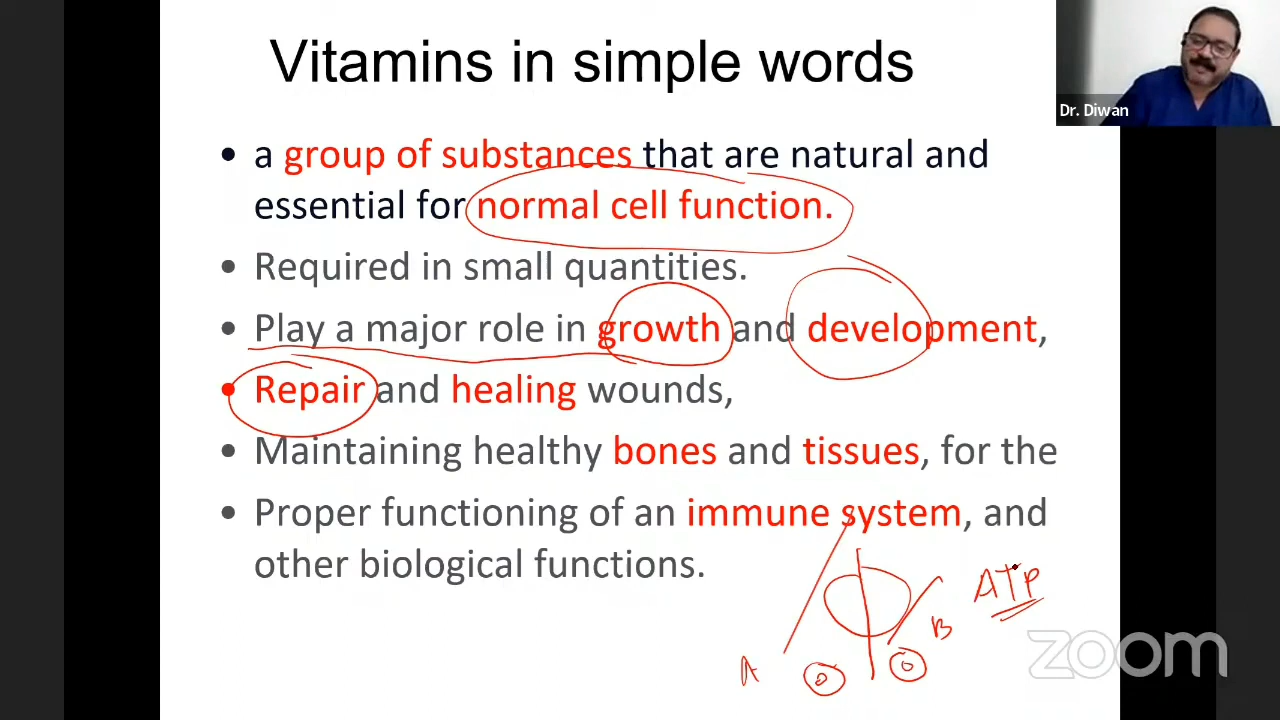 Vitamins in simple words
Dr. Diwan
• a group of substances that are natural and
essential for normal cell function.
• Required in small quantities.
• Play a major role in growth and development,
• Repair and healing wounds,
• Maintaining healthy bones and tissues, for the
• Proper functioning of an immune system, and
other biological functions.
ATP
B
A
zoom